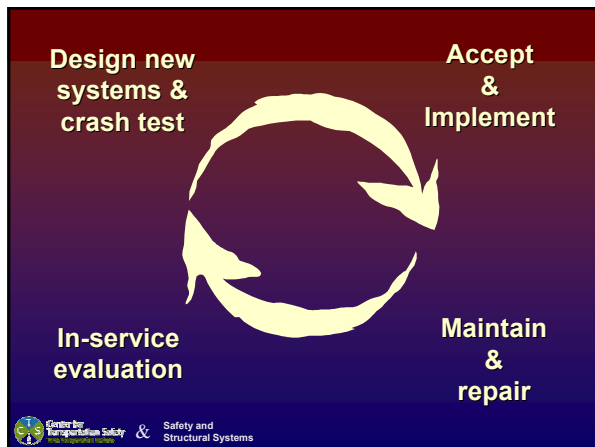 Design new
systems &
crash test
Accept
&
Implement
In-service
evaluation
Maintain
&
repair
Center for
Transportation Safety
&
Safety and
Structural Systems